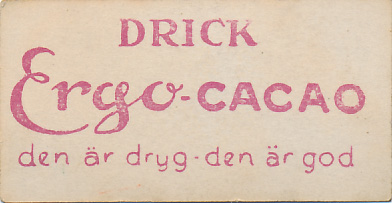 DRICK
Ergo-CACAO
den är dryg-den är god